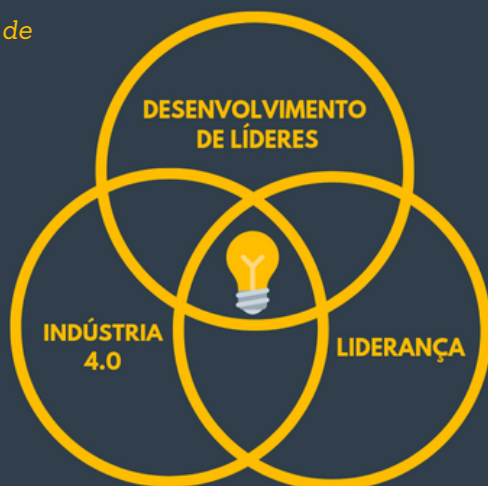 de
DESENVOLVIMENTO
DE LÍDERES
INDÚSTRIA
4.0
LIDERANÇA